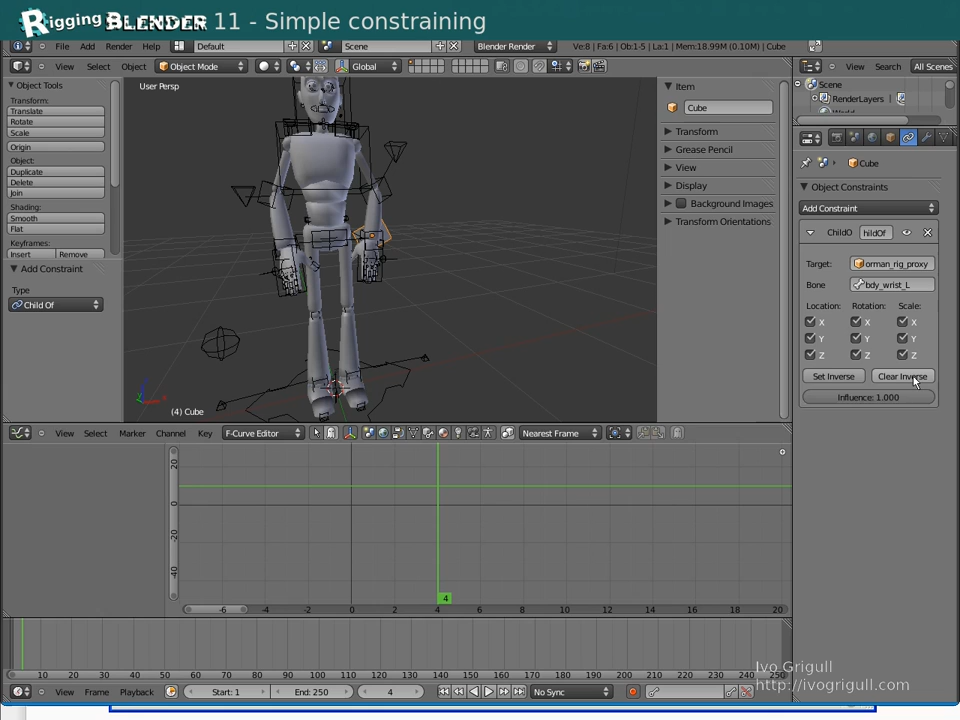 Rigging BLENDER 11 - Simple constraining
File Add Render Help Default Scene Blender Render Ve:8 | Fa:6 | Ob:1-5 | La:1 | Mem:18.99M (0.10M) | Cube
View Select Object Object Mode Global
View Search All Scenes
Object Tools
Transform:
Translate
Rotate
Scale
Origin
Object:
Duplicate
Delete
Join
Shading:
Smooth
Flat
Keyframes:
Insert Remove
Add Constraint
Type
Child Of
User Persp
(4) Cube
Item
Cube
Transform
Grease Pencil
View
Display
Background Images
Transform Orientations
Scene
RenderLayers
Cube
Object Constraints
Add Constraint
ChildO hildOf
Target: orman_rig_proxy
Bone bdy_wrist_L
Location: Rotation: Scale:
X X X
Y Y Y
Z Z Z
Set Inverse Clear Inverse
Influence: 1.000
View Select Marker Channel Key F-Curve Editor Nearest Frame
20
0
-20
-40
4
-6 -4 -2 0 2 4 6 8 10 12 14 16 18 20
10 20 30 40 50 60 70 80 90 100 110 120 130 140 150 160 170 180 190 200 210 220 230 240 250
View Frame Playback Start: 1 End: 250 4 No Sync
Ivo Grigull
http://ivogrigull.com